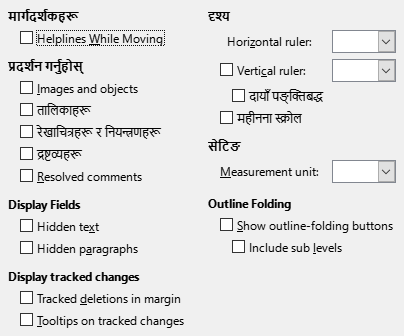 मार्गदर्शकहरू
Helplines While Moving
प्रदर्शन गर्नुहोस्
Images and objects
तालिकाहरू
रेखाचित्रहरू र नियन्त्रणहरू
द्रष्टव्यहरू
Resolved comments
Display Fields
Hidden text
Hidden paragraphs
Display tracked changes
Tracked deletions in margin
Tooltips on tracked changes
दृश्य
Horizontal ruler:
Vertical ruler:
दायाँ पङ्क्तिबद्ध
महीनना स्क्रोल
सेटिङ
Measurement unit:
Outline Folding
Show outline-folding buttons
Include sub levels